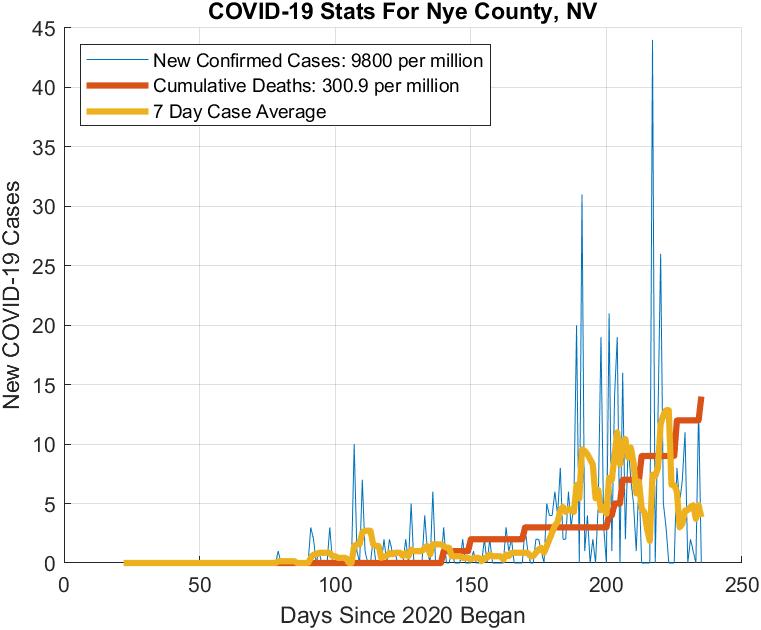 COVID-19 Stats For Nye County, NV
New Confirmed Cases: 9800 per million
Cumulative Deaths: 300.9 per million
7 Day Case Average
New COVID-19 Cases
45
40
35
30
25
20
15
10
5
0
0 50 100 150 200 250
Days Since 2020 Began